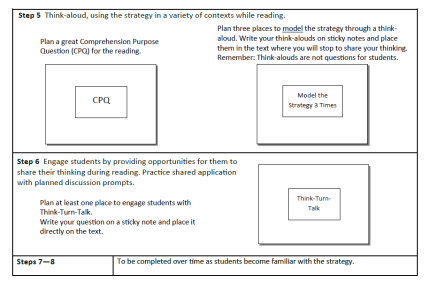 Step 5 Think-aloud, using the strategy in a variety of contexts while reading.
Plan a great Comprehension Purpose
Question (CPQ) for the reading.
Plan three places to model the strategy through a think-
aloud. Write your think-alouds on sticky notes and place
them in the text where you will stop to share your thinking.
Remember: Think-alouds are not questions for students.
CPQ
Model the
Strategy 3 Times
Step 6 Engage students by providing opportunities for them to
share their thinking during reading. Practice shared application
with planned discussion prompts.
Plan at least one place to engage students with
Think-Turn-Talk.
Write your question on a sticky note and place it
directly on the text.
Think-Turn-
Talk
Steps 7—8
To be completed over time as students become familiar with the strategy.